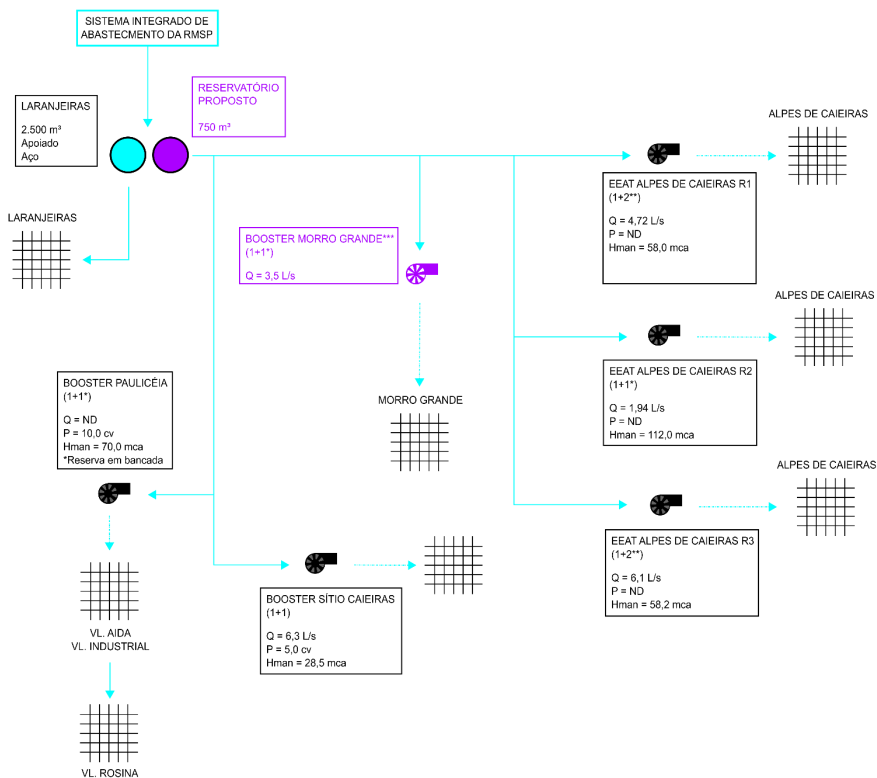 SISTEMA INTEGRADO DE
ABASTECMENTO DA RMSP
RESERVATÓRIO
PROPOSTO
750 m³
LARANJEIRAS
2.500 m³
Apoiado
Aço
LARANJEIRAS
ALPES DE CAIEIRAS
EEAT ALPES DE CAIEIRAS R1
(1+2**)
Q = 4,72 L/s
P = ND
Hman = 58,0 mca
BOOSTER MORRO GRANDE***
(1+1*)
Q = 3,5 L/s
ALPES DE CAIEIRAS
EEAT ALPES DE CAIEIRAS R2
(1+1*)
Q = 1,94 L/s
P = ND
Hman = 112,0 mca
BOOSTER PAULICÉIA
(1+1*)
Q = ND
P = 10,0 cv
Hman = 70,0 mca
*Reserva em bancada
MORRO GRANDE
ALPES DE CAIEIRAS
EEAT ALPES DE CAIEIRAS R3
(1+2**)
Q = 6,1 L/s
P = ND
Hman = 58,2 mca
BOOSTER SÍTIO CAIEIRAS
(1+1)
Q = 6,3 L/s
P = 5,0 cv
Hman = 28,5 mca
VL. AIDA
VL. INDUSTRIAL
VL. ROSINA